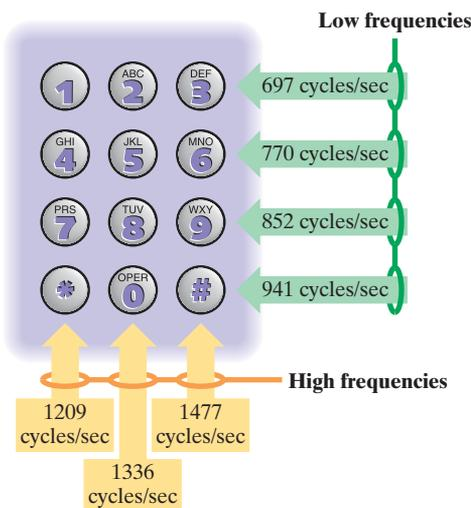 Low frequencies
1
ABC
2
DEF
3
697 cycles/sec
GHI
4
JKL
5
MNO
6
770 cycles/sec
PRS
7
TUV
8
WXY
9
852 cycles/sec
*
OPER
0
#
941 cycles/sec
High frequencies
1209
cycles/sec
1477
cycles/sec
1336
cycles/sec